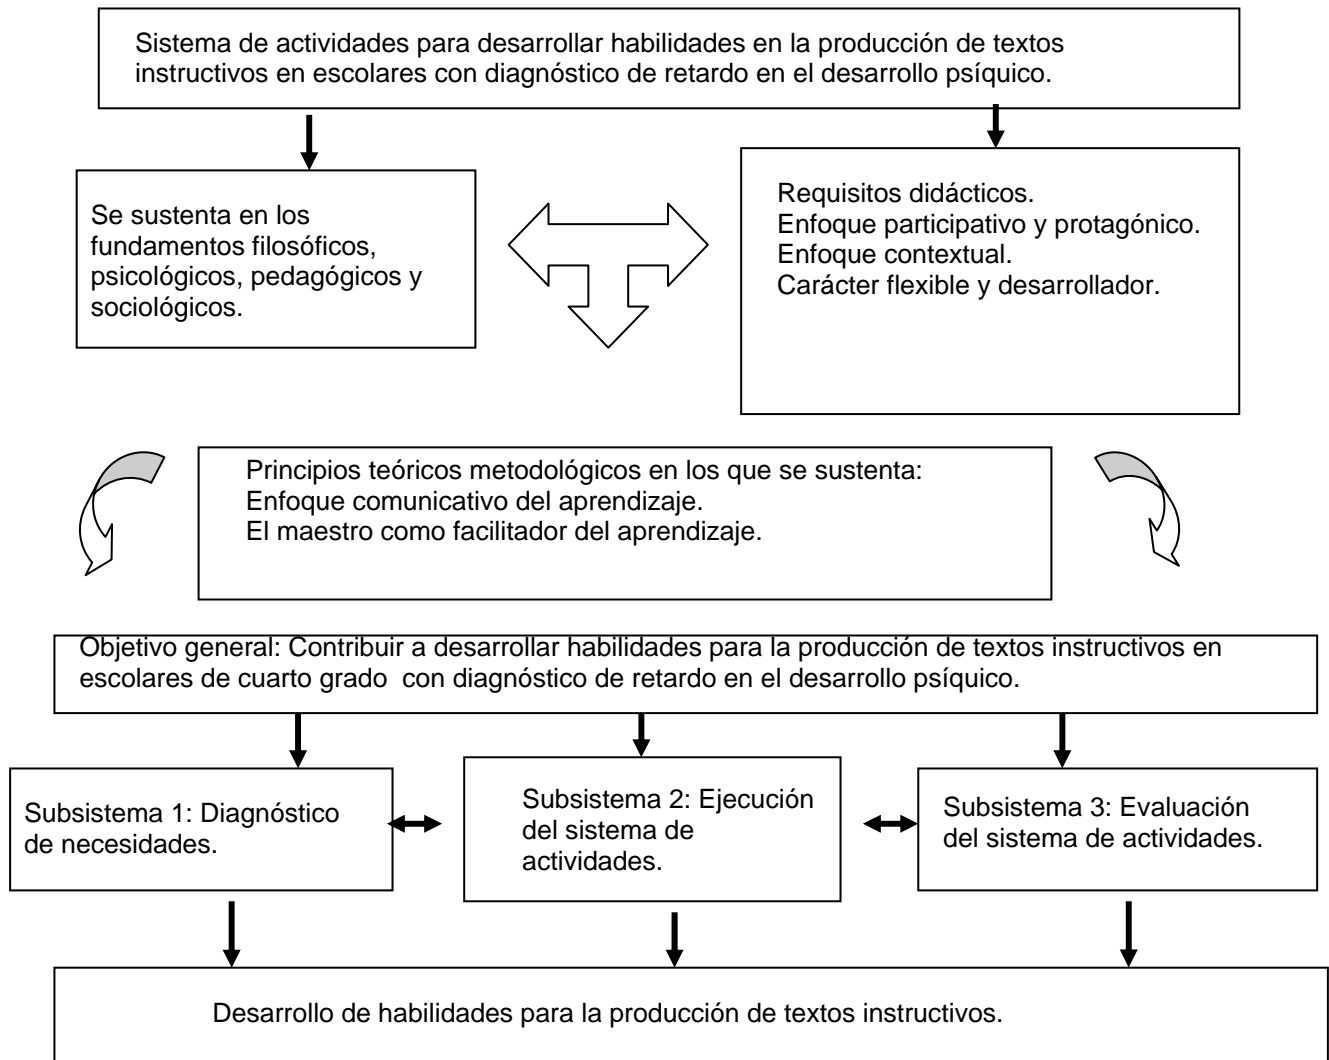 Sistema de actividades para desarrollar habilidades en la producción de textos
instructivos en escolares con diagnóstico de retardo en el desarrollo psíquico.
Se sustenta en los
fundamentos filosóficos,
psicológicos, pedagógicos y
sociológicos.
Requisitos didácticos.
Enfoque participativo y protagónico.
Enfoque contextual.
Carácter flexible y desarrollador.
Principios teóricos metodológicos en los que se sustenta:
Enfoque comunicativo del aprendizaje.
El maestro como facilitador del aprendizaje.
Objetivo general: Contribuir a desarrollar habilidades para la producción de textos instructivos en
escolares de cuarto grado con diagnóstico de retardo en el desarrollo psíquico.
Subsistema 1: Diagnóstico
de necesidades.
Subsistema 2: Ejecución
del sistema de
actividades.
Subsistema 3: Evaluación
del sistema de actividades.
Desarrollo de habilidades para la producción de textos instructivos.